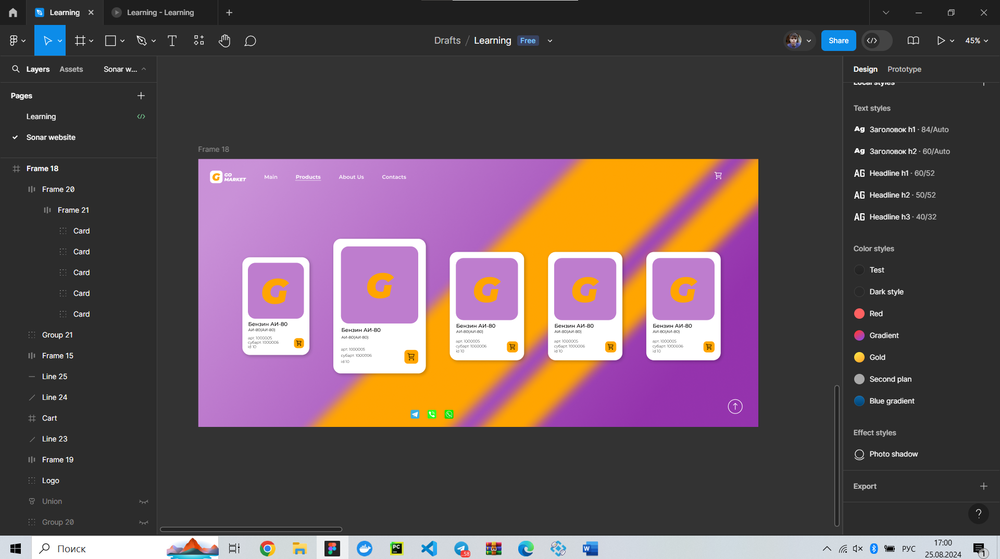 Learning
Learning - Learning
Drafts / Learning Free
Share
45%
Layers
Assets
Sonar w...
Pages
Learning
Sonar website
Frame 18
Frame 20
Frame 21
Card
Card
Card
Card
Card
Group 21
Frame 15
Line 25
Line 24
Cart
Line 23
Frame 19
Logo
Union
Group 20
Frame 18
G GO MARKET
Main
Products
About Us
Contacts
G
Бензин АИ-80
АИ-80(АИ-80)
арт. 1000005
субарт. 1000006
id 10
G
Бензин АИ-80
АИ-80(АИ-80)
арт. 1000005
субарт. 1000006
id 10
G
Бензин АИ-80
АИ-80(АИ-80)
арт. 1000005
субарт. 1000006
id 10
G
Бензин АИ-80
АИ-80(АИ-80)
арт. 1000005
субарт. 1000006
id 10
G
Бензин АИ-80
АИ-80(АИ-80)
арт. 1000005
субарт. 1000006
id 10
Design
Prototype
Local styles
Text styles
Ag Заголовок h1 · 84/Auto
Ag Заголовок h2 · 60/Auto
AG Headline h1 · 60/52
AG Headline h2 · 50/52
AG Headline h3 · 40/32
Color styles
Test
Dark style
Red
Gradient
Gold
Second plan
Blue gradient
Effect styles
Photo shadow
Export
?
Поиск
PC
..58
W
РУС
17:00
25.08.2024
1